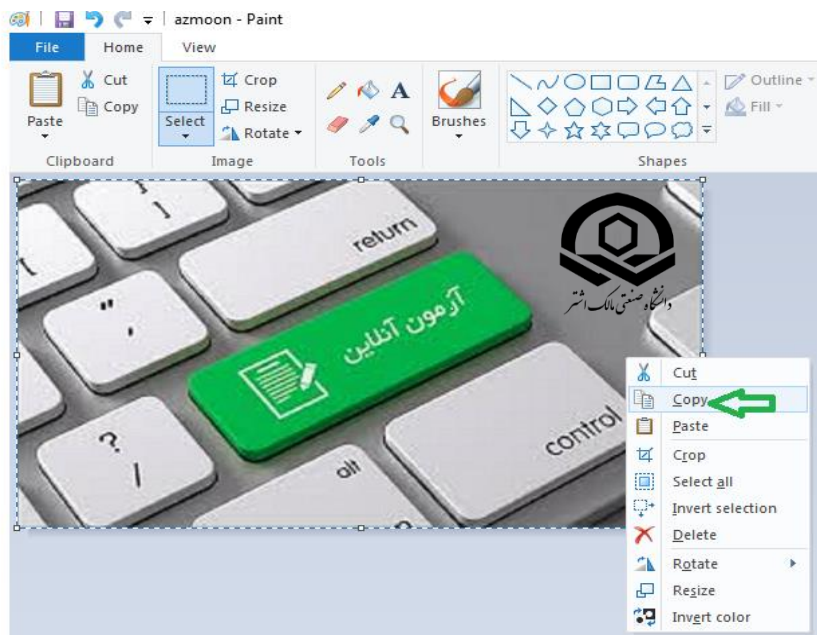 azmoon - Paint
File Home View
Paste
Cut
Copy
Clipboard
Select
Crop
Resize
Rotate
Image
A
Tools
Brushes
Shapes
Outline
Fill
return
آزمون آنلاین
دانشگاه صنعتی مالک اشتر
]
[
"
'
?
/
alt
control
Cut
Copy
Paste
Crop
Select all
Invert selection
Delete
Rotate
Resize
Invert color